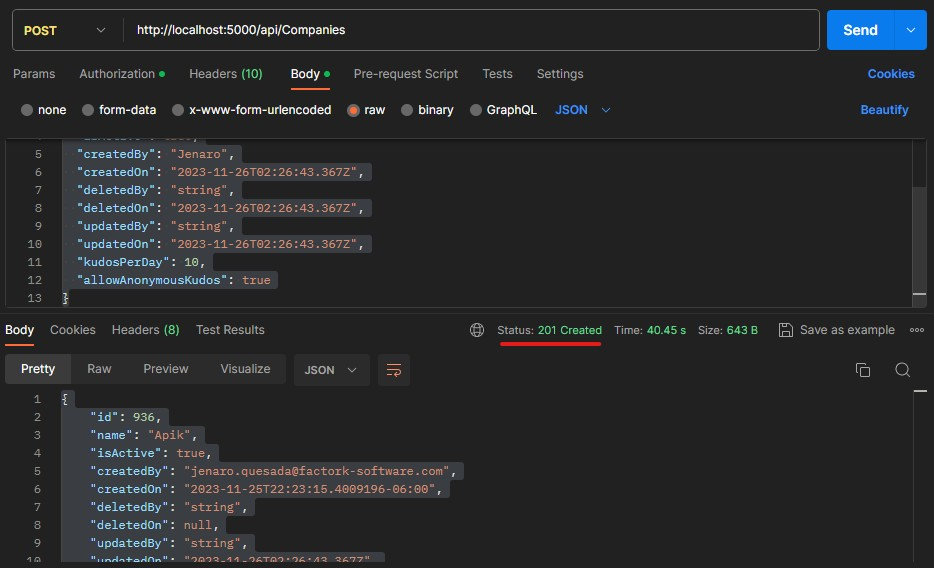 POST http://localhost:5000/api/Companies Send
Params Authorization Headers (10) Body Pre-request Script Tests Settings Cookies
none form-data x-www-form-urlencoded raw binary GraphQL JSON Beautify
5 "createdBy": "Jenaro",
6 "createdOn": "2023-11-26T02:26:43.367Z",
7 "deletedBy": "string",
8 "deletedOn": "2023-11-26T02:26:43.367Z",
9 "updatedBy": "string",
10 "updatedOn": "2023-11-26T02:26:43.367Z",
11 "kudosPerDay": 10,
12 "allowAnonymousKudos": true
13 }
Body Cookies Headers (8) Test Results Status: 201 Created Time: 40.45 s Size: 643 B Save as example
Pretty Raw Preview Visualize JSON
1 {
2 "id": 936,
3 "name": "Apik",
4 "isActive": true,
5 "createdBy": "jenaro.quesada@factork-software.com",
6 "createdOn": "2023-11-25T22:23:15.4009196-06:00",
7 "deletedBy": "string",
8 "deletedOn": null,
9 "updatedBy": "string",
10 "updatedOn": "2023-11-26T02:26:43.367Z",